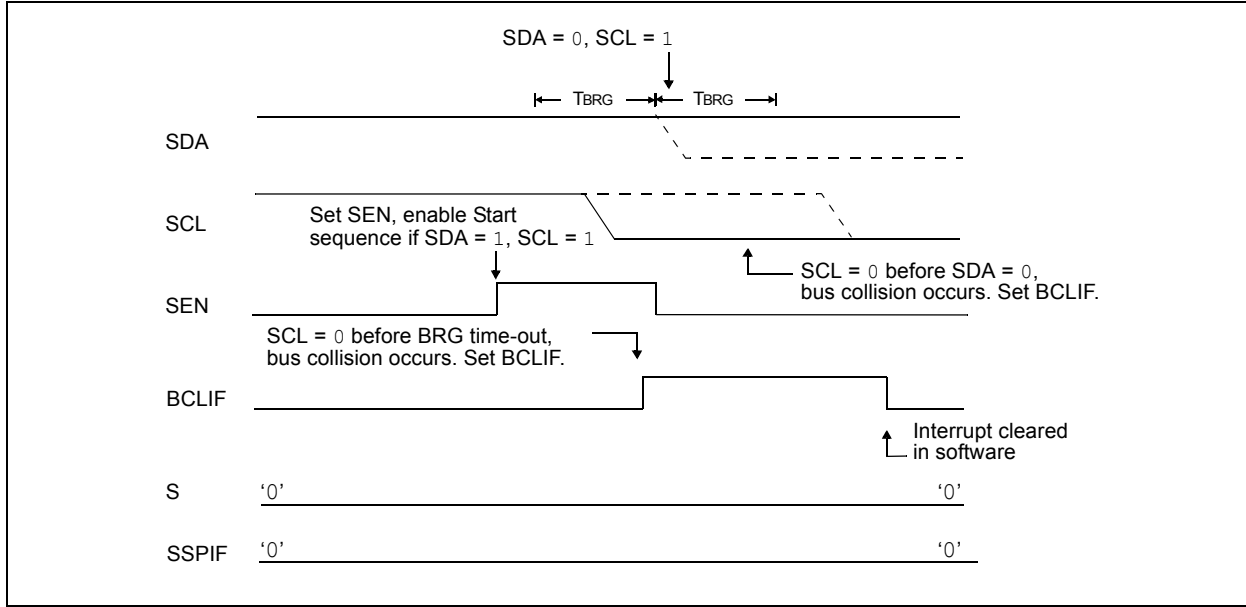 SDA = 0, SCL = 1
TBRG TBRG
SDA
SCL
Set SEN, enable Start
sequence if SDA = 1, SCL = 1
SCL = 0 before SDA = 0,
bus collision occurs. Set BCLIF.
SEN
SCL = 0 before BRG time-out,
bus collision occurs. Set BCLIF.
BCLIF
Interrupt cleared
in software
S ‘0’ ‘0’
SSPIF ‘0’ ‘0’